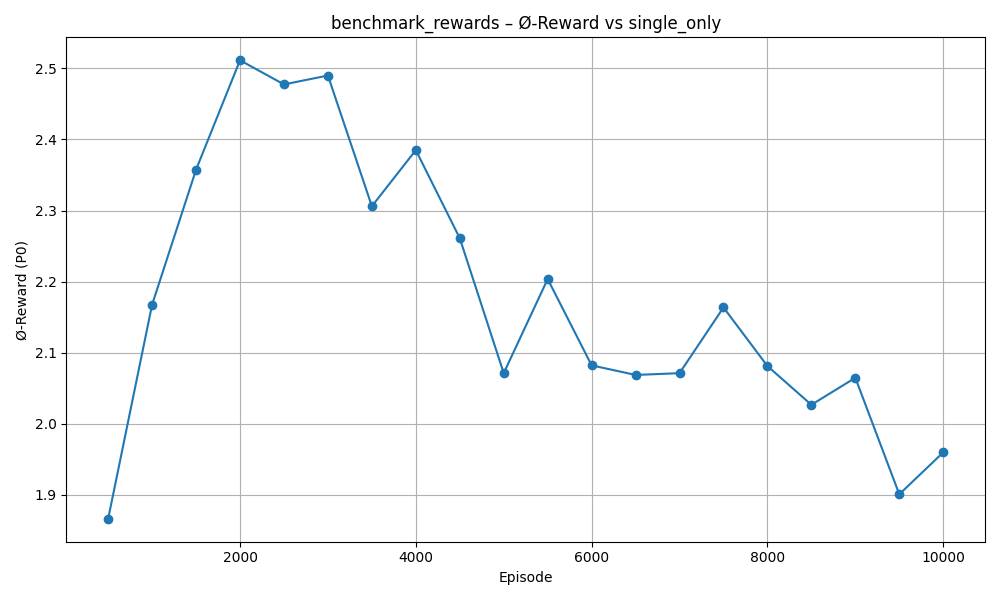 benchmark_rewards – Ø-Reward vs single_only
Ø-Reward (P0)
2.5
2.4
2.3
2.2
2.1
2.0
1.9
2000 4000 6000 8000 10000
Episode